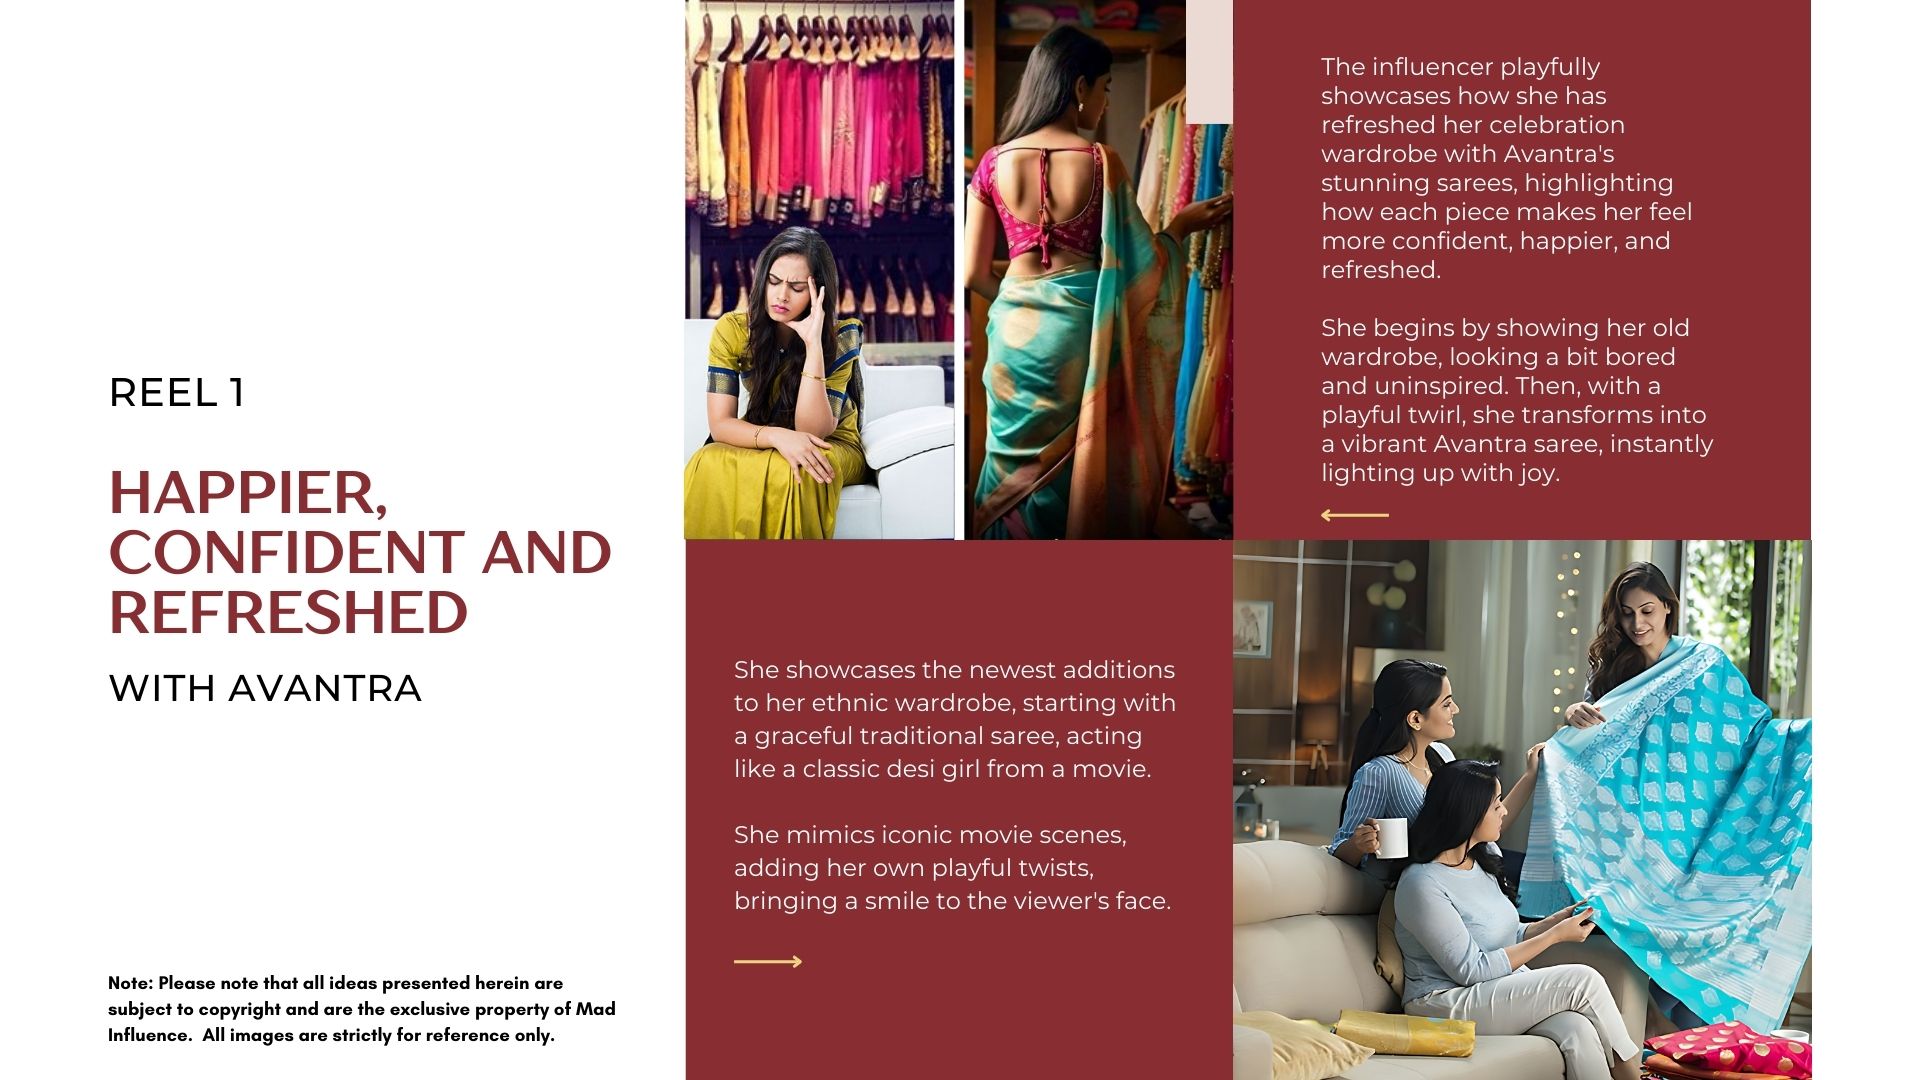 REEL 1
HAPPIER,
CONFIDENT AND
REFRESHED
WITH AVANTRA
Note: Please note that all ideas presented herein are
subject to copyright and are the exclusive property of Mad
Influence.  All images are strictly for reference only.
The influencer playfully
showcases how she has
refreshed her celebration
wardrobe with Avantra's
stunning sarees, highlighting
how each piece makes her feel
more confident, happier, and
refreshed.
She begins by showing her old
wardrobe, looking a bit bored
and uninspired. Then, with a
playful twirl, she transforms into
a vibrant Avantra saree, instantly
lighting up with joy.
She showcases the newest additions
to her ethnic wardrobe, starting with
a graceful traditional saree, acting
like a classic desi girl from a movie.
She mimics iconic movie scenes,
adding her own playful twists,
bringing a smile to the viewer's face.